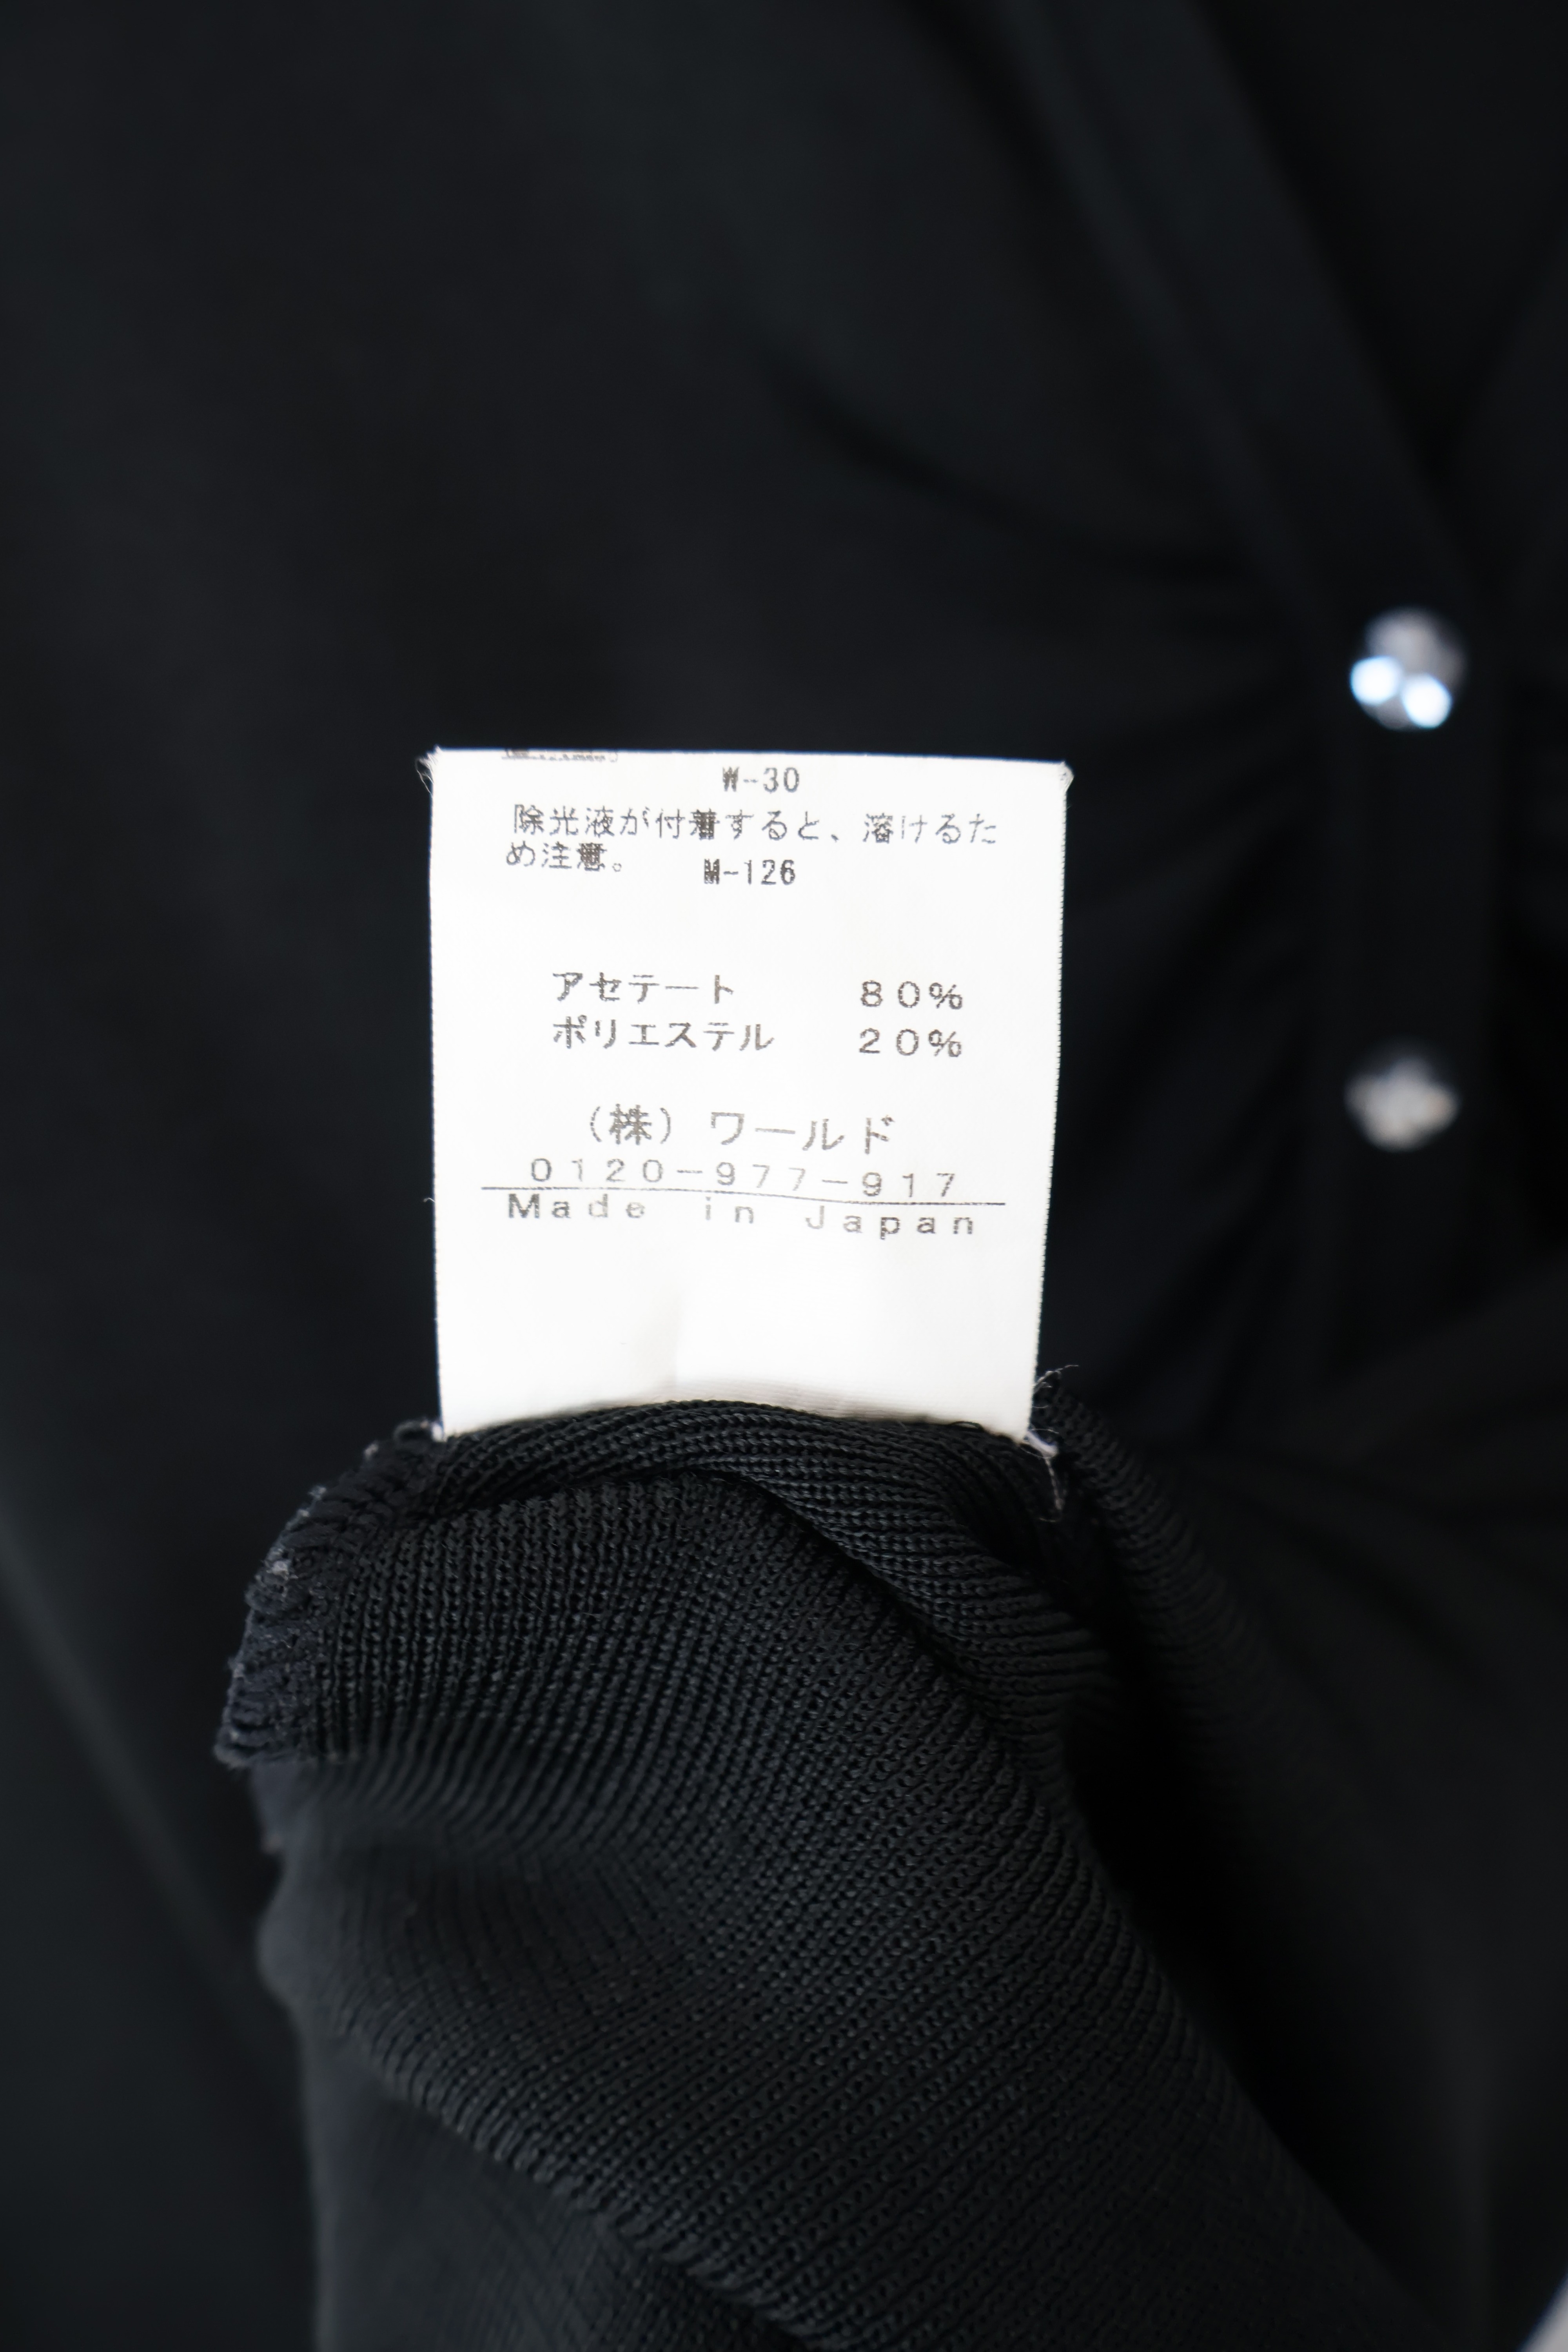 W-30
除光液が付着すると、溶けるた
め注意。 M-126
アセテート 80%
ポリエステル 20%
(株) ワールド
0120-977-917
Made in Japan